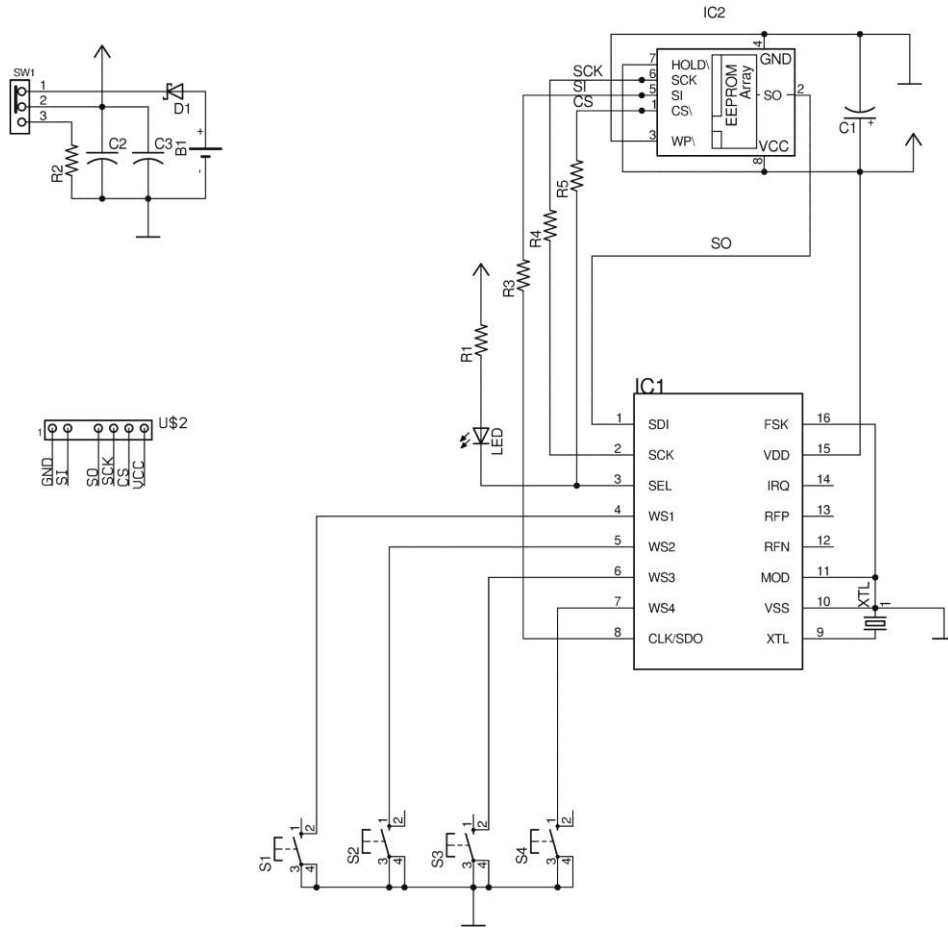 IC2
SW1
1
2
3
D1
C2
C3
B1
+
-
R2
7
HOLD\
SCK
6
SCK
SI
5
SI
CS
1
CS\
3
WP\
EEPROM
Array
4
GND
SO
2
VCC
8
C1
+
R5
R4
R3
SO
R1
LED
IC1
1
SDI
FSK
16
2
SCK
VDD
15
3
SEL
IRQ
14
4
WS1
RFP
13
5
WS2
RFN
12
6
WS3
MOD
11
7
WS4
VSS
10
8
CLK/SDO
XTL
9
XTL
1
1
U$2
GND
SI
SO
SCK
CS
VCC
S1
1
2
3
4
S2
1
2
3
4
S3
1
2
3
4
S4
1
2
3
4